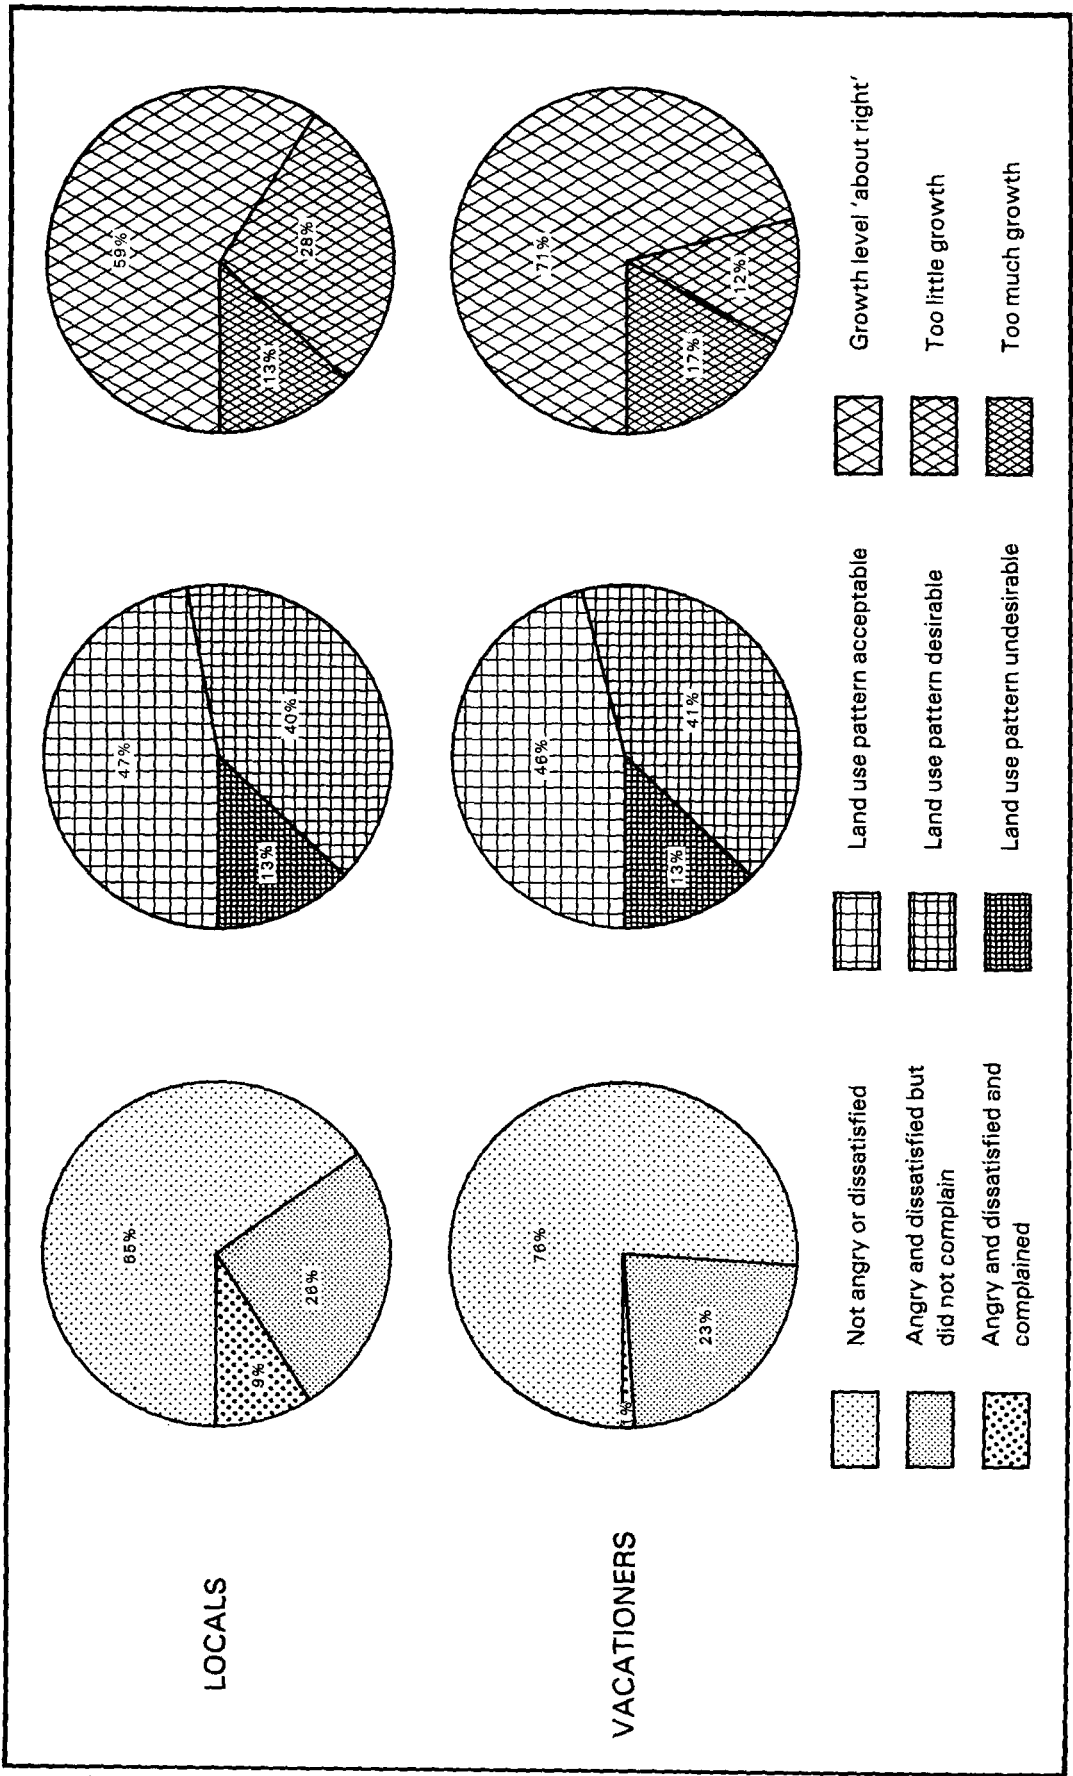 LOCALS
65%
26%
9%
47%
40%
13%
59%
28%
13%
VACATIONERS
76%
23%
1%
46%
41%
13%
71%
12%
17%
Not angry or dissatisfied
Angry and dissatisfied but
did not complain
Angry and dissatisfied and
complained
Land use pattern acceptable
Land use pattern desirable
Land use pattern undesirable
Growth level 'about right'
Too little growth
Too much growth